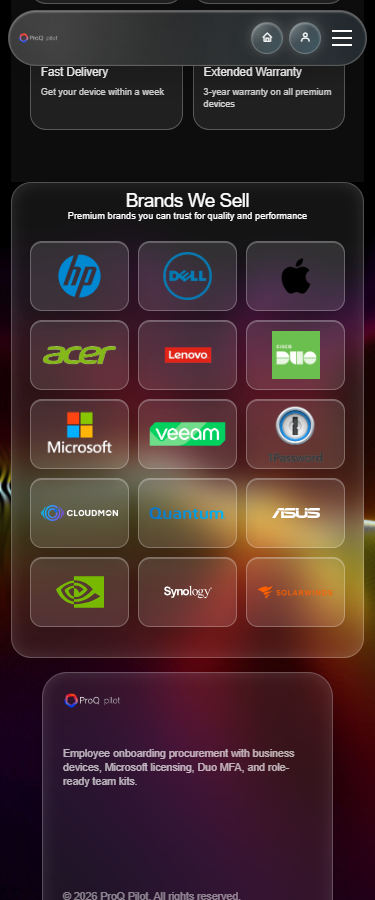 ProQ pilot
Fast Delivery
Get your device within a week
Extended Warranty
3-year warranty on all premium
devices
Brands We Sell
Premium brands you can trust for quality and performance
hp
DELL
acer
Lenovo
CISCO
DUO
Microsoft
veeam
1Password
CLOUDMON
Quantum
ASUS
Synology
SOLARWINDS
ProQ pilot
Employee onboarding procurement with business
devices, Microsoft licensing, Duo MFA, and role-
ready team kits.
© 2026 ProQ Pilot. All rights reserved.